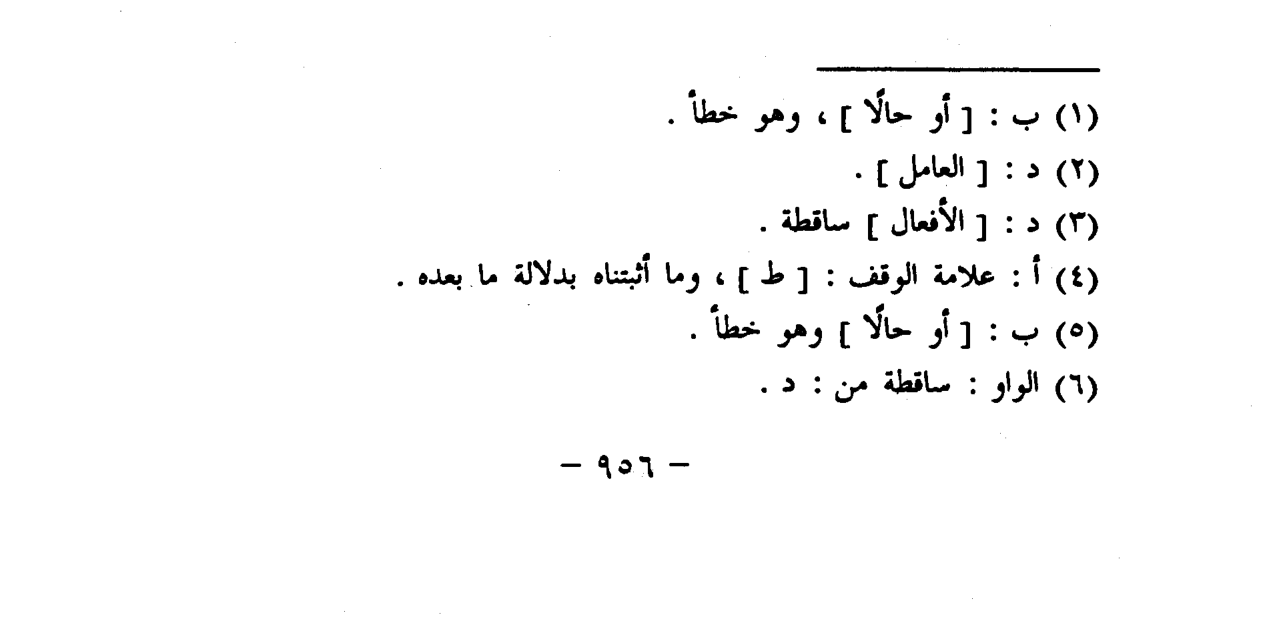 (١) ب : [ أو حالًا ] ، وهو خطأ .
(٢) د : [ العامل ] .
(٣) د : [ الأفعال ] ساقطة .
(٤) أ : علامة الوقف : [ ط ] ، وما أثبتناه بدلالة ما بعده .
(٥) ب : [ أو حالًا ] وهو خطأ .
(٦) الواو : ساقطة من : د .
– ٩٥٦ –